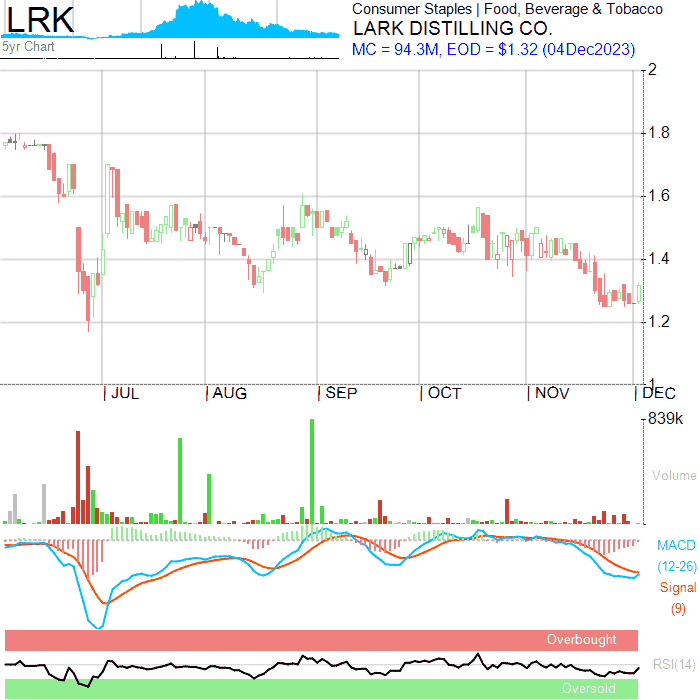 LRK
5yr Chart
Consumer Staples | Food, Beverage & Tobacco
LARK DISTILLING CO.
MC = 94.3M, EOD = $1.32 (04Dec2023)
2
1.8
1.6
1.4
1.2
1
JUL AUG SEP OCT NOV DEC
839k
Volume
MACD
(12-26)
Signal
(9)
Overbought
RSI(14)
Oversold